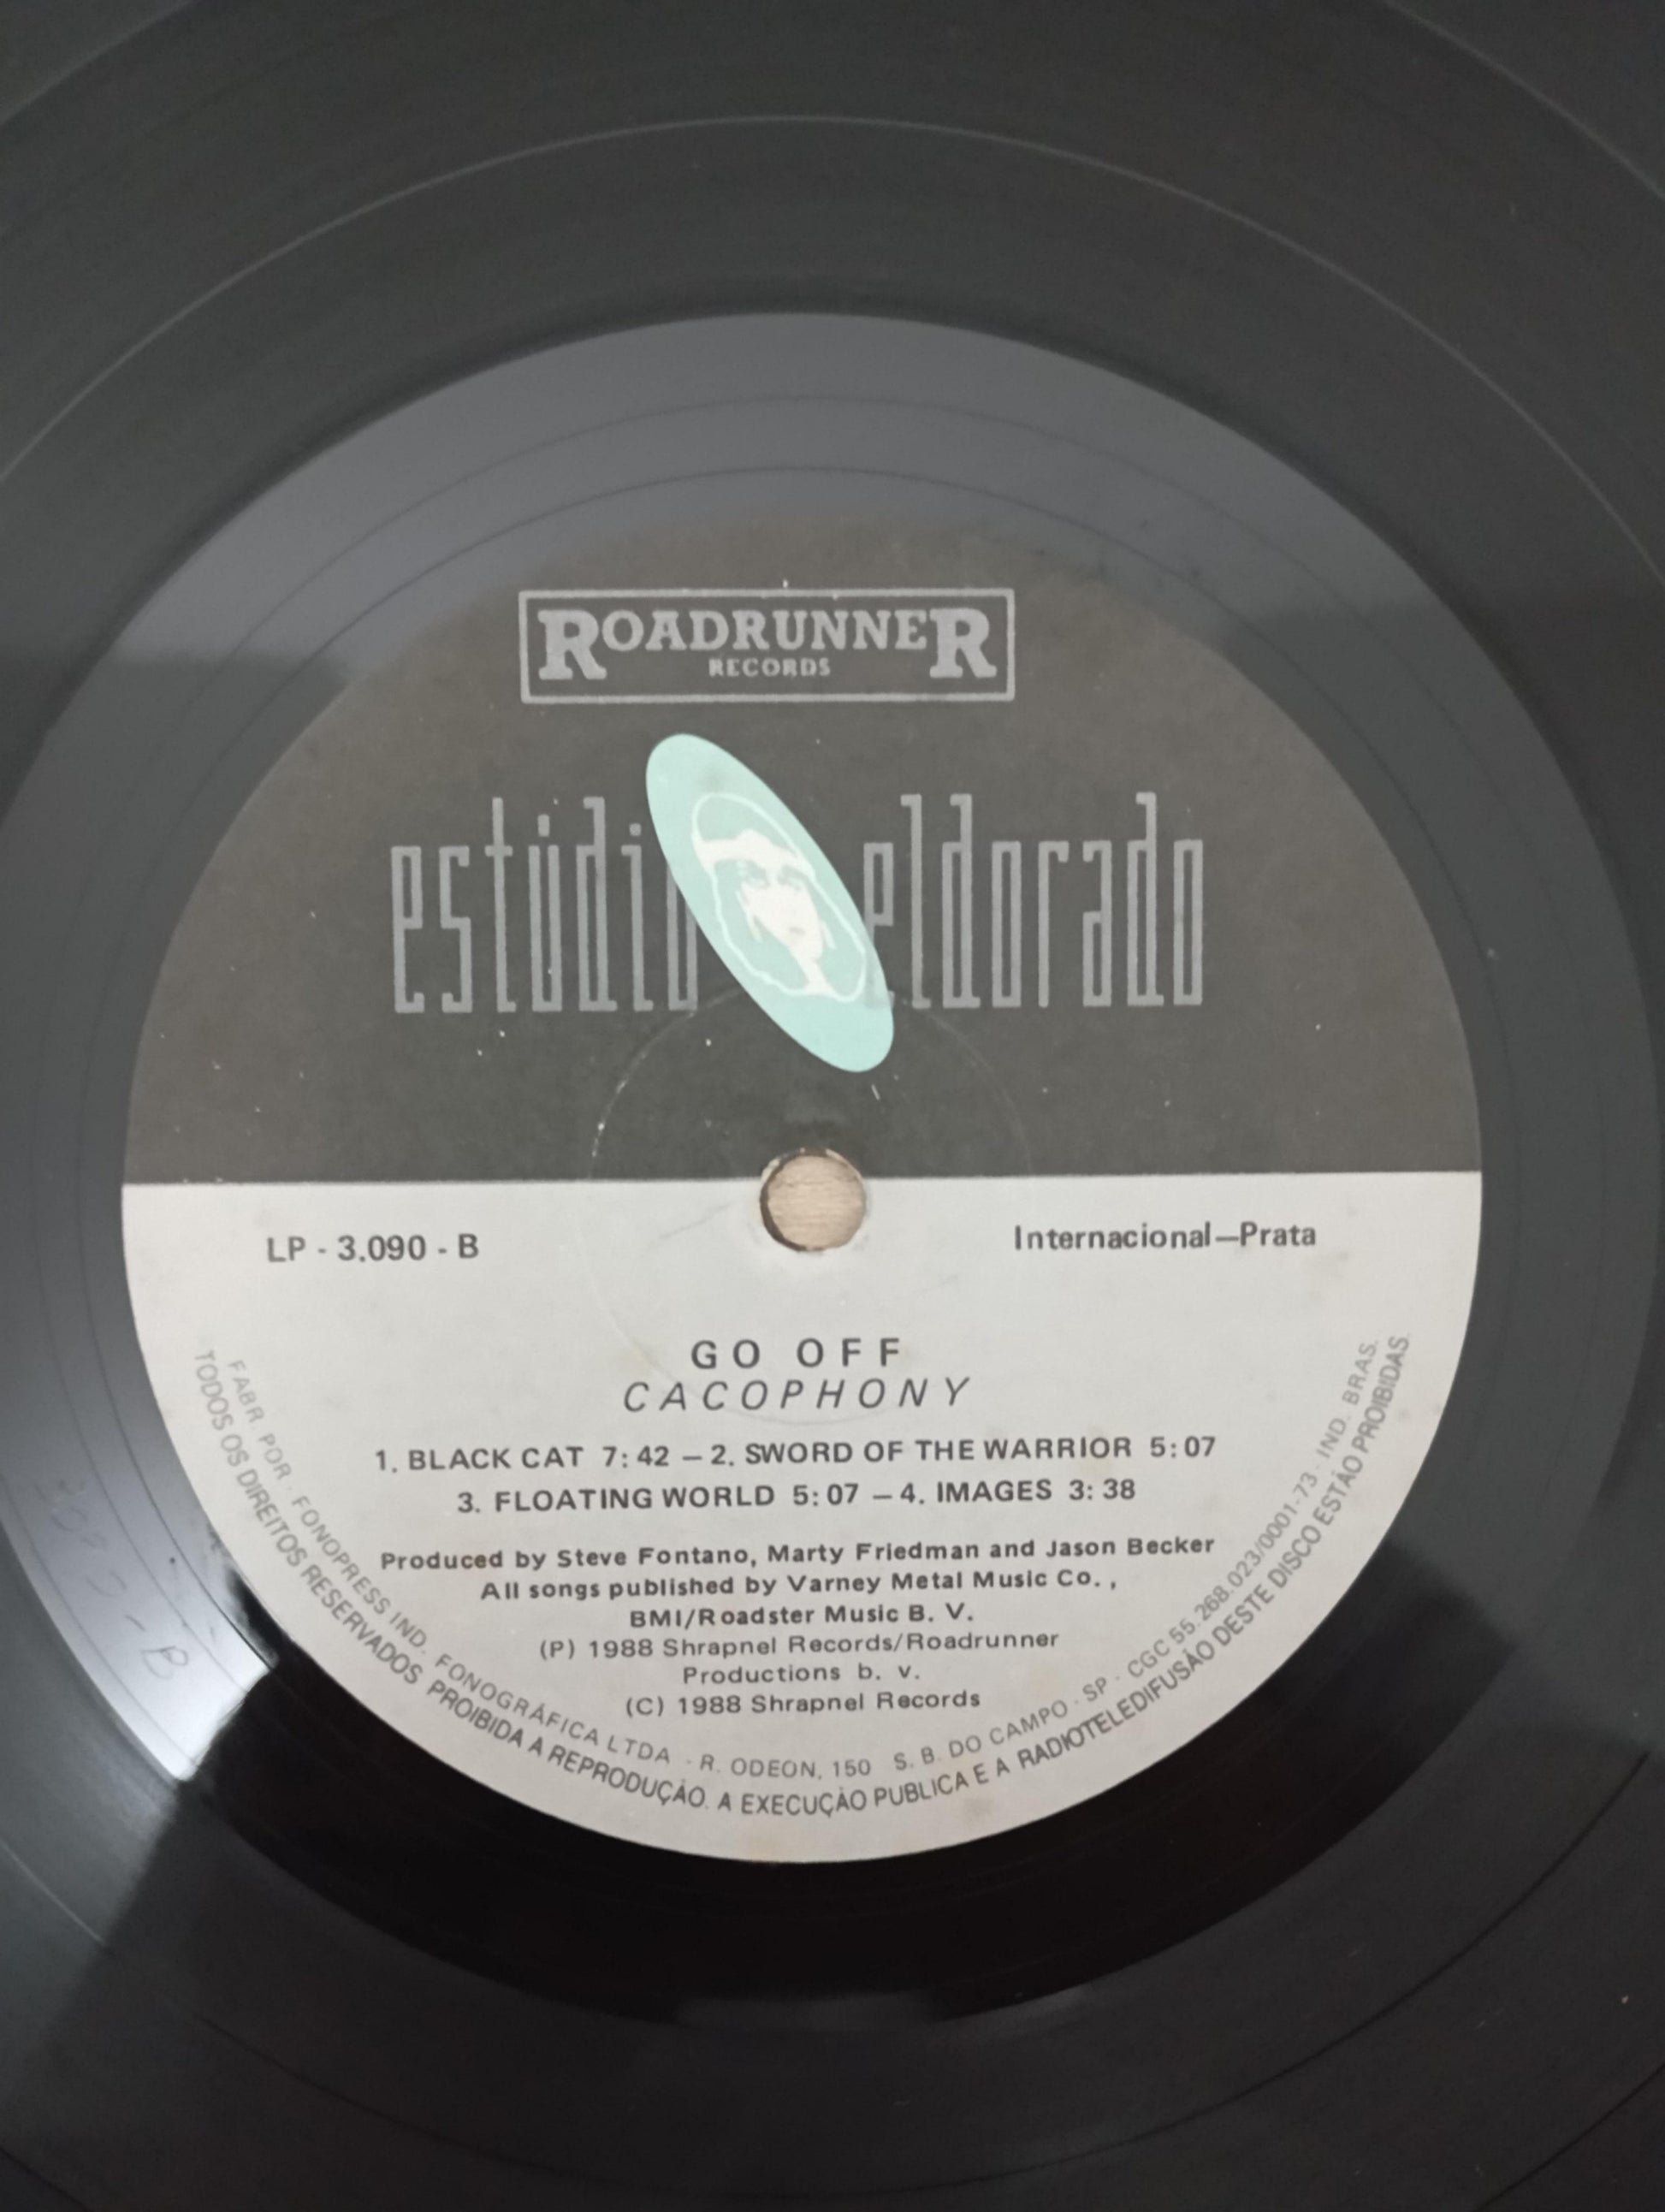 ROADRUNNER
RECORDS
estúdio eldorado
LP - 3.090 - B
Internacional—Prata
GO OFF
CACOPHONY
1. BLACK CAT 7:42 — 2. SWORD OF THE WARRIOR 5:07
3. FLOATING WORLD 5:07 — 4. IMAGES 3:38
Produced by Steve Fontano, Marty Friedman and Jason Becker
All songs published by Varney Metal Music Co.,
BMI/Roadster Music B. V.
(P) 1988 Shrapnel Records/Roadrunner
Productions b. v.
(C) 1988 Shrapnel Records
FABR POR · FONOPRESS IND. FONOGRÁFICA LTDA - R. ODEON, 150 S. B. DO CAMPO · SP · CGC 55.268.023/0001-73 · IND. BRAS.
TODOS OS DIREITOS RESERVADOS PROIBIDA A REPRODUÇÃO. A EXECUÇÃO PUBLICA E A RADIOTELEDIFUSÃO DESTE DISCO ESTÃO PROIBIDAS.